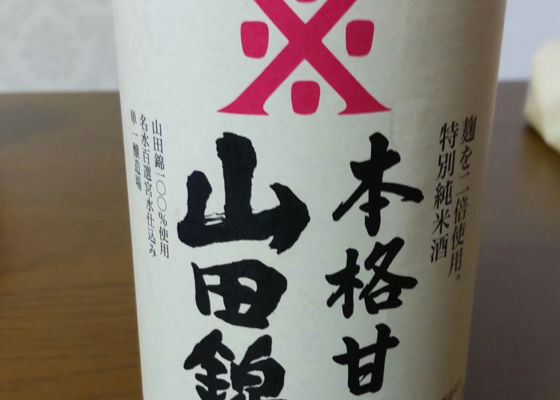 麹を二倍使用。
特別純米酒
本格甘
山田錦
山田錦一〇〇%使用
名水百選宮水仕込み
単一醸造場